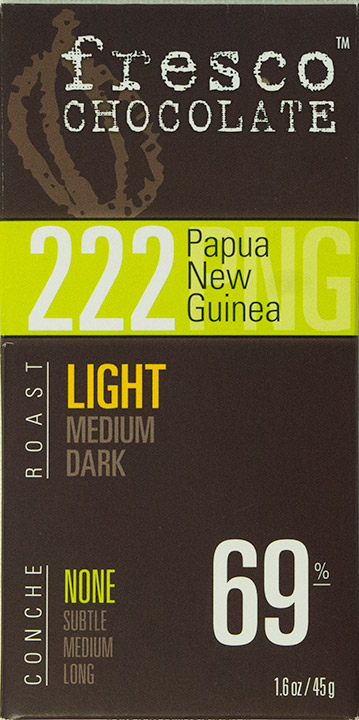 fresco™
CHOCOLATE
222 Papua
New
Guinea
PNG
ROAST
LIGHT
MEDIUM
DARK
CONCHE
NONE
SUBTLE
MEDIUM
LONG
69%
1.6 oz / 45g